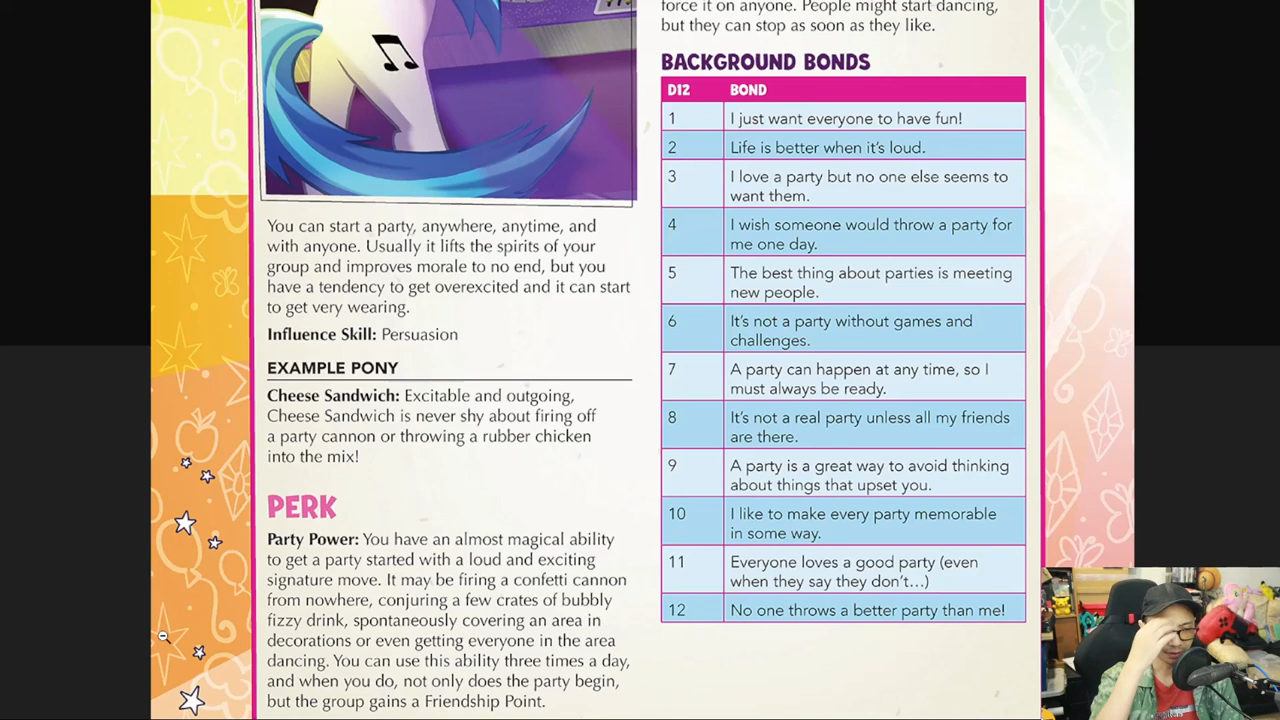 You can start a party, anywhere, anytime, and
with anyone. Usually it lifts the spirits of your
group and improves morale to no end, but you
have a tendency to get overexcited and it can start
to get very wearing.
Influence Skill: Persuasion
EXAMPLE PONY
Cheese Sandwich: Excitable and outgoing,
Cheese Sandwich is never shy about firing off
a party cannon or throwing a rubber chicken
into the mix!
PERK
Party Power: You have an almost magical ability
to get a party started with a loud and exciting
signature move. It may be firing a confetti cannon
from nowhere, conjuring a few crates of bubbly
fizzy drink, spontaneously covering an area in
decorations or even getting everyone in the area
dancing. You can use this ability three times a day,
and when you do, not only does the party begin,
but the group gains a Friendship Point.
force it on anyone. People might start dancing,
but they can stop as soon as they like.
BACKGROUND BONDS
D12 BOND
1 I just want everyone to have fun!
2 Life is better when it's loud.
3 I love a party but no one else seems to
want them.
4 I wish someone would throw a party for
me one day.
5 The best thing about parties is meeting
new people.
6 It's not a party without games and
challenges.
7 A party can happen at any time, so I
must always be ready.
8 It's not a real party unless all my friends
are there.
9 A party is a great way to avoid thinking
about things that upset you.
10 I like to make every party memorable
in some way.
11 Everyone loves a good party (even
when they say they don't…)
12 No one throws a better party than me!